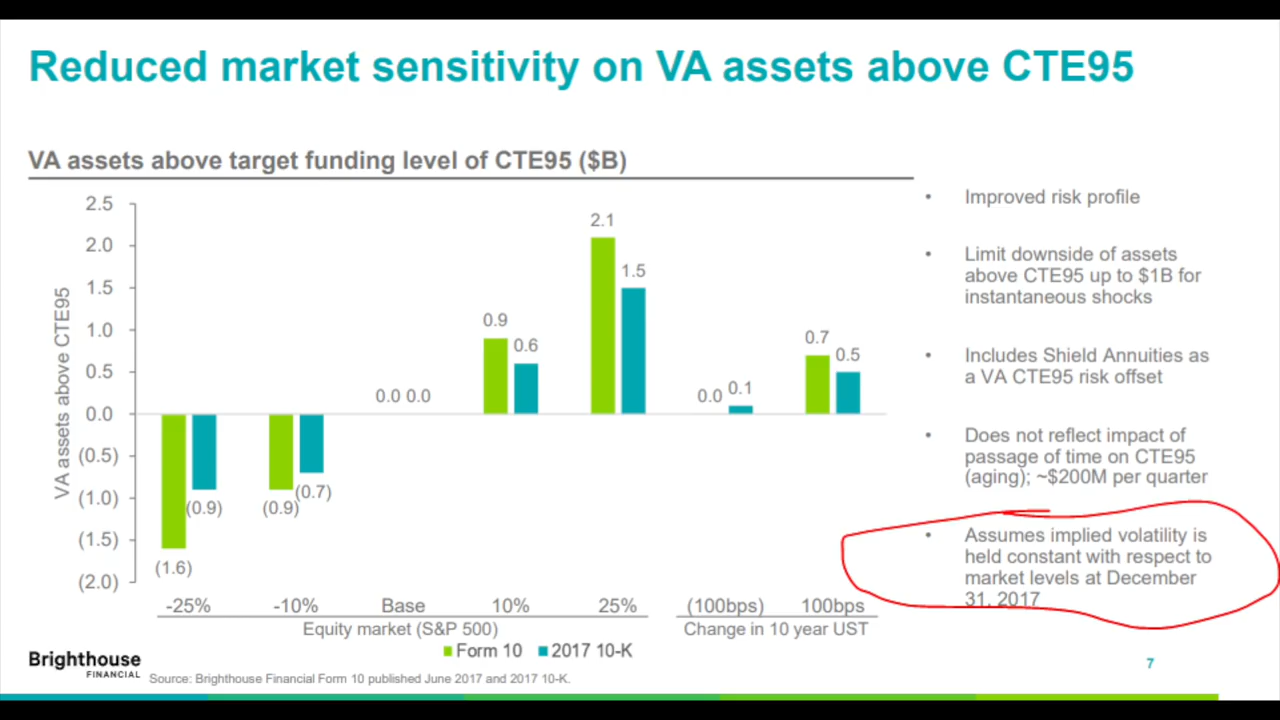 Reduced market sensitivity on VA assets above CTE95
VA assets above target funding level of CTE95 ($B)
VA assets above CTE95
2.5
2.0
1.5
1.0
0.5
0.0
(0.5)
(1.0)
(1.5)
(2.0)
(1.6)
(0.9)
(0.9)
(0.7)
0.0 0.0
0.9
0.6
2.1
1.5
0.0
0.1
0.7
0.5
-25% -10% Base 10% 25% (100bps) 100bps
Equity market (S&P 500) Change in 10 year UST
Form 10 2017 10-K
• Improved risk profile
• Limit downside of assets
above CTE95 up to $1B for
instantaneous shocks
• Includes Shield Annuities as
a VA CTE95 risk offset
• Does not reflect impact of
passage of time on CTE95
(aging); ~$200M per quarter
• Assumes implied volatility is
held constant with respect to
market levels at December
31, 2017
Brighthouse
FINANCIAL
Source: Brighthouse Financial Form 10 published June 2017 and 2017 10-K.
7